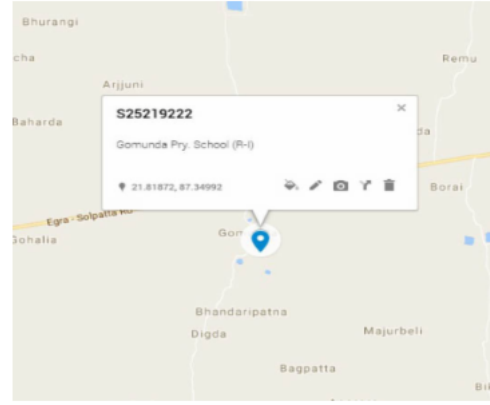 Bhurangi
cha
Remu
Arjjuni
S25219222
×
Baharda
da
Gomunda Pry. School (R-I)
21.81872, 87.34992
Borai
Egra - Solpatta Rd
Gohalia
Gom
Bhandaripatna
Digda
Majurbeli
Bagpatta
Bil